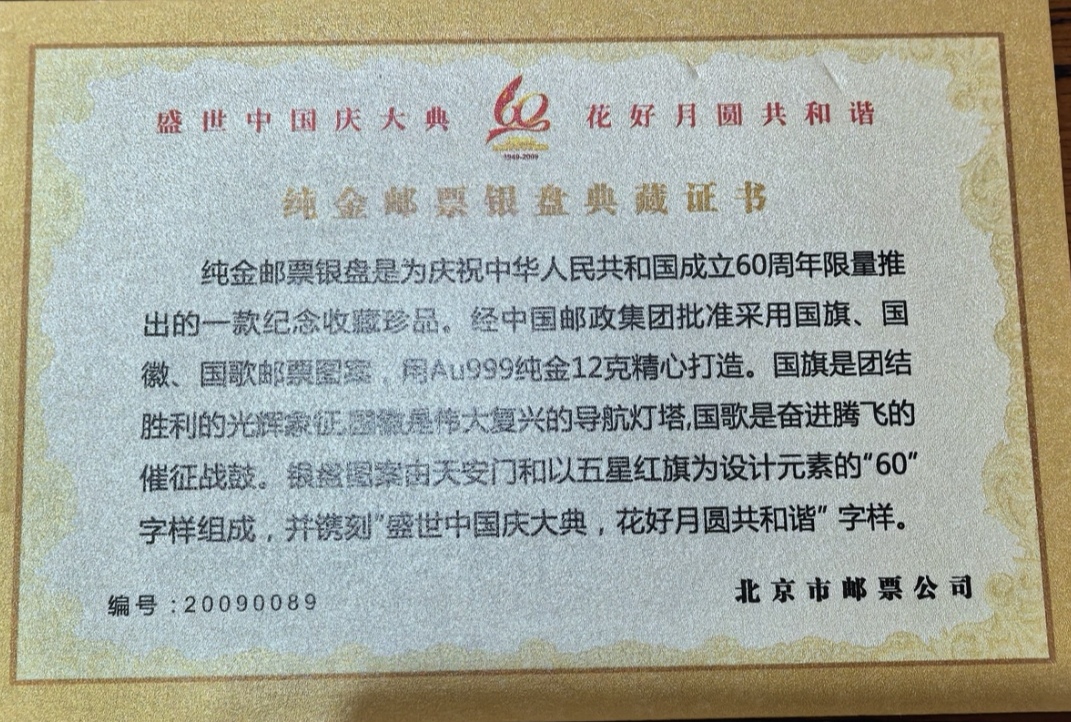 盛世中国庆大典 60 花好月圆共和谐
1949-2009
纯金邮票银盘典藏证书
纯金邮票银盘是为庆祝中华人民共和国成立60周年限量推
出的一款纪念收藏珍品。经中国邮政集团批准采用国旗、国
徽、国歌邮票图案，用Au999纯金12克精心打造。国旗是团结
胜利的光辉象征,国徽是伟大复兴的导航灯塔,国歌是奋进腾飞的
催征战鼓。银盘图案由天安门和以五星红旗为设计元素的“60”
字样组成，并镌刻“盛世中国庆大典，花好月圆共和谐”字样。
编号:20090089
北京市邮票公司